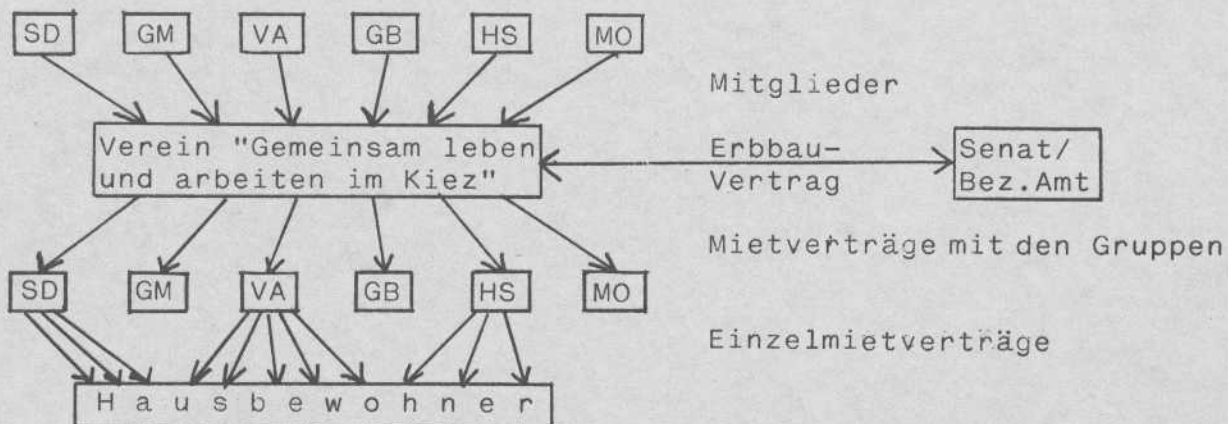 SD GM VA GB HS MO
Mitglieder
Verein "Gemeinsam leben
und arbeiten im Kiez"
Erbbau-
Vertrag
Senat/
Bez.Amt
Mietverträge mit den Gruppen
SD GM VA GB HS MO
Einzelmietverträge
Hausbewohner